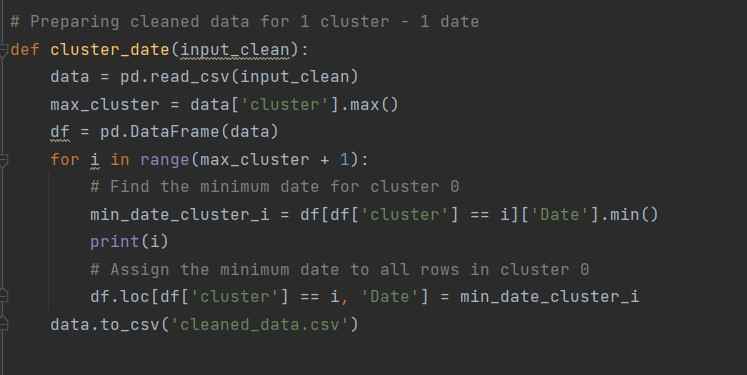 # Preparing cleaned data for 1 cluster - 1 date
def cluster_date(input_clean):
    data = pd.read_csv(input_clean)
    max_cluster = data['cluster'].max()
    df = pd.DataFrame(data)
    for i in range(max_cluster + 1):
        # Find the minimum date for cluster 0
        min_date_cluster_i = df[df['cluster'] == i]['Date'].min()
        print(i)
        # Assign the minimum date to all rows in cluster 0
        df.loc[df['cluster'] == i, 'Date'] = min_date_cluster_i
    data.to_csv('cleaned_data.csv')